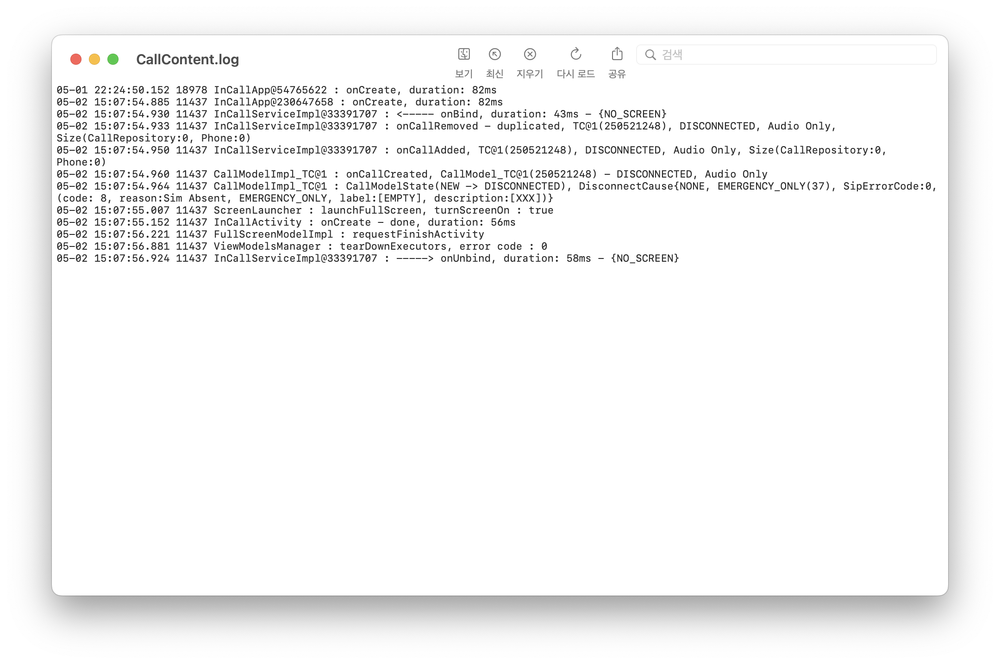 CallContent.log
보기
최신
지우기
다시 로드
공유
검색
05-01 22:24:50.152 18978 InCallApp@54765622 : onCreate, duration: 82ms
05-02 15:07:54.885 11437 InCallApp@230647658 : onCreate, duration: 82ms
05-02 15:07:54.930 11437 InCallServiceImpl@33391707 : <----- onBind, duration: 43ms - {NO_SCREEN}
05-02 15:07:54.933 11437 InCallServiceImpl@33391707 : onCallRemoved - duplicated, TC@1(250521248), DISCONNECTED, Audio Only,
Size(CallRepository:0, Phone:0)
05-02 15:07:54.950 11437 InCallServiceImpl@33391707 : onCallAdded, TC@1(250521248), DISCONNECTED, Audio Only, Size(CallRepository:0,
Phone:0)
05-02 15:07:54.960 11437 CallModelImpl_TC@1 : onCallCreated, CallModel_TC@1(250521248) - DISCONNECTED, Audio Only
05-02 15:07:54.964 11437 CallModelImpl_TC@1 : CallModelState(NEW -> DISCONNECTED), DisconnectCause{NONE, EMERGENCY_ONLY(37), SipErrorCode:0,
(code: 8, reason:Sim Absent, EMERGENCY_ONLY, label:[EMPTY], description:[XXX])}
05-02 15:07:55.007 11437 ScreenLauncher : launchFullScreen, turnScreenOn : true
05-02 15:07:55.152 11437 InCallActivity : onCreate - done, duration: 56ms
05-02 15:07:56.221 11437 FullScreenModelImpl : requestFinishActivity
05-02 15:07:56.881 11437 ViewModelsManager : tearDownExecutors, error code : 0
05-02 15:07:56.924 11437 InCallServiceImpl@33391707 : -----> onUnbind, duration: 58ms - {NO_SCREEN}